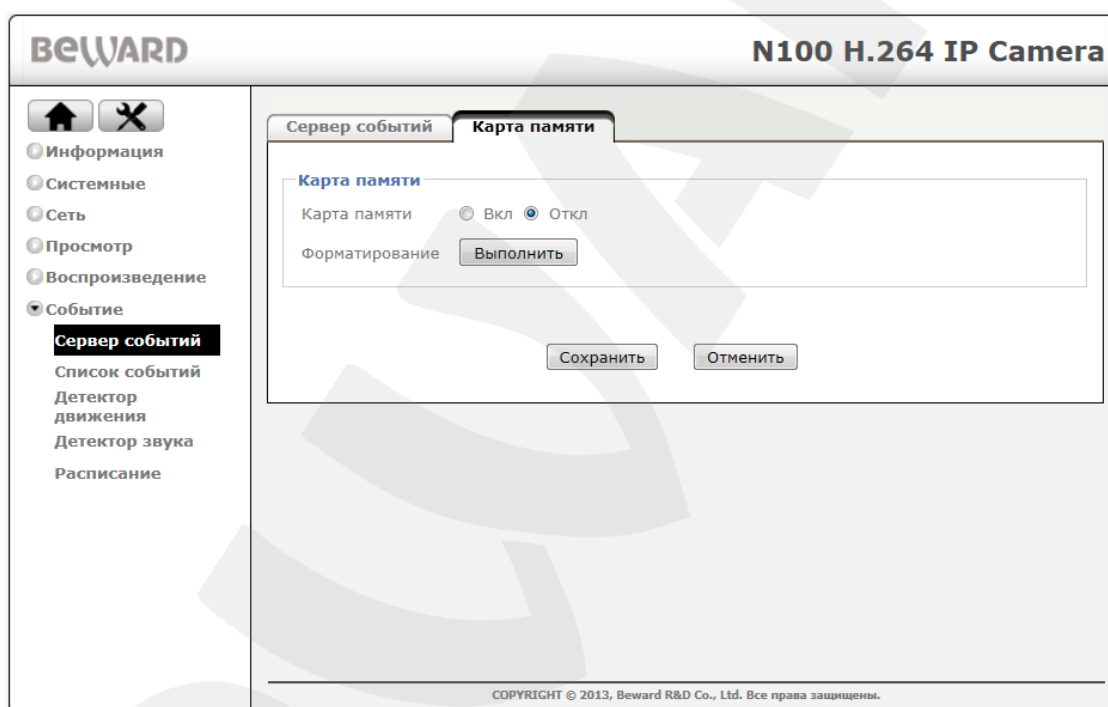 BEWARD
N100 H.264 IP Camera
Информация
Системные
Сеть
Просмотр
Воспроизведение
Событие
Сервер событий
Список событий
Детектор
движения
Детектор звука
Расписание
Сервер событий Карта памяти
Карта памяти
Карта памяти Вкл Откл
Форматирование Выполнить
Сохранить Отменить
COPYRIGHT © 2013, Beward R&D Co., Ltd. Все права защищены.